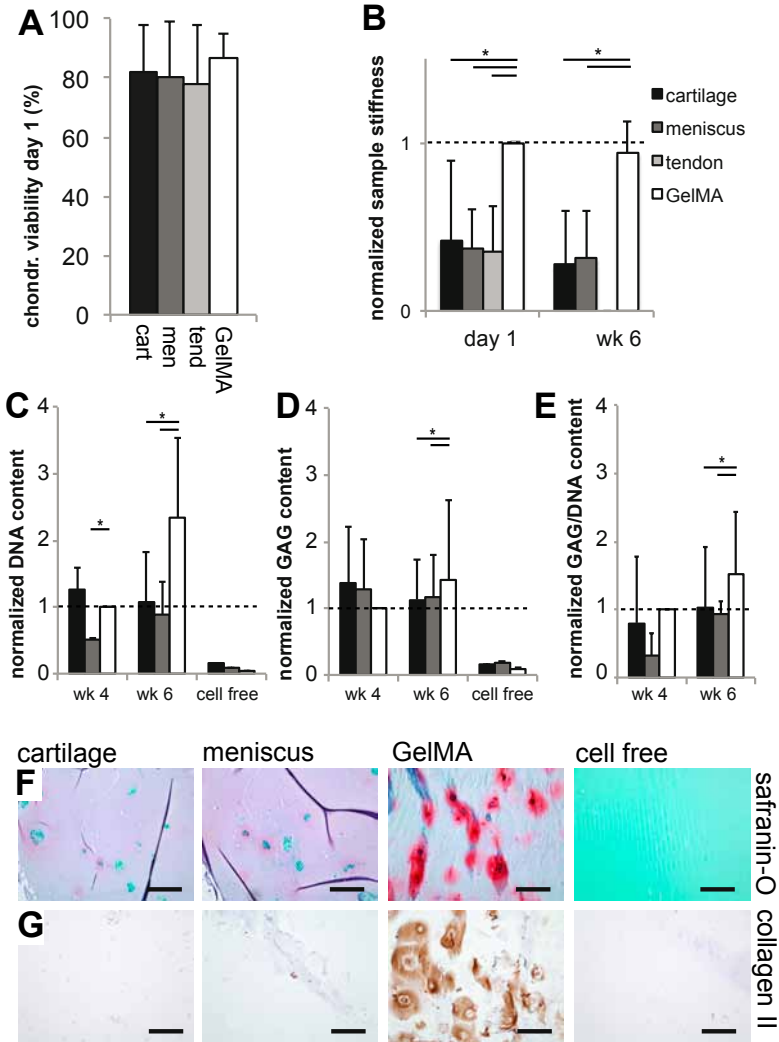 A
chondr. viability day 1 (%)
100
80
60
40
20
0
cart
men
tend
GelMA
B
normalized sample stiffness
*
*
1
1
day 1
wk 6
cartilage
meniscus
tendon
GelMA
C
normalized DNA content
4
3
2
1
0
*
*
wk 4
wk 6
cell free
D
normalized GAG content
4
3
2
1
0
*
wk 4
wk 6
cell free
E
normalized GAG/DNA content
4
3
2
1
0
*
wk 4
wk 6
cartilage
meniscus
GelMA
cell free
F
safranin-O
G
collagen II